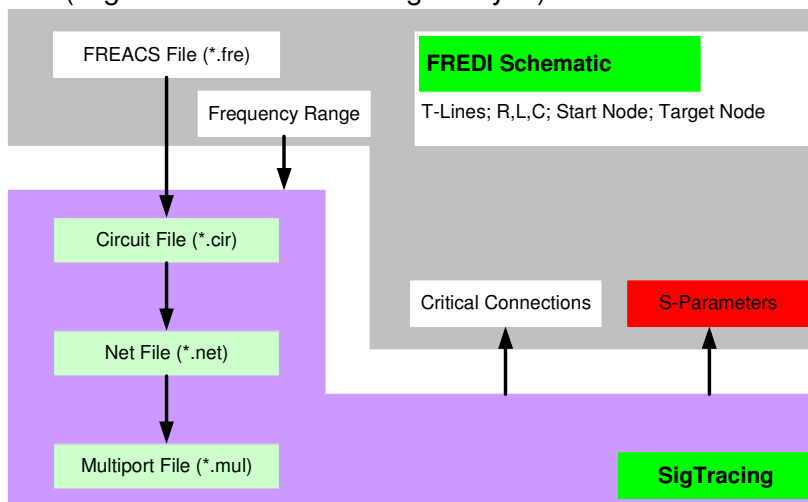 FREACS File (*.fre)
FREDI Schematic
T-Lines; R,L,C; Start Node; Target Node
Frequency Range
Circuit File (*.cir)
Critical Connections
S-Parameters
Net File (*.net)
Multiport File (*.mul)
SigTracing